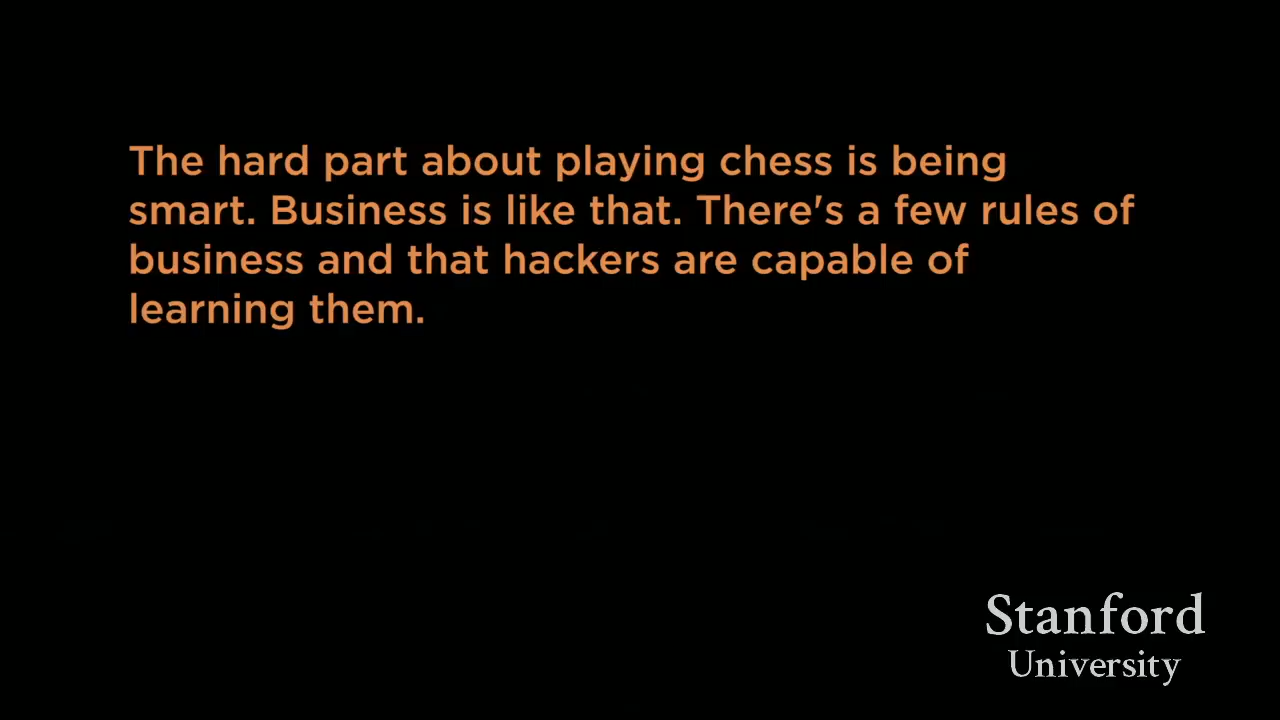 The hard part about playing chess is being
smart. Business is like that. There's a few rules of
business and that hackers are capable of
learning them.
Stanford
University